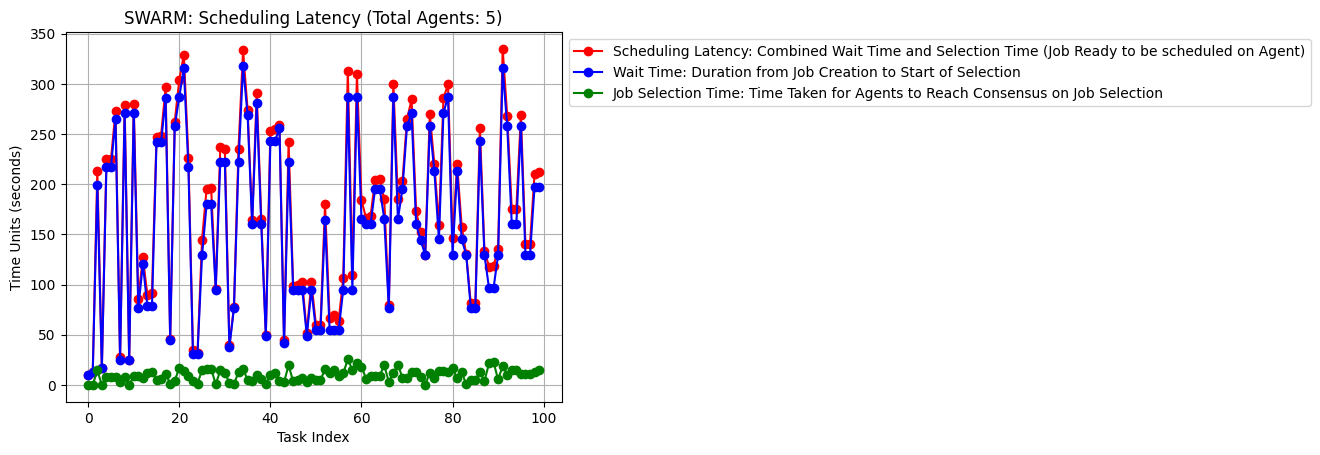 SWARM: Scheduling Latency (Total Agents: 5)
Scheduling Latency: Combined Wait Time and Selection Time (Job Ready to be scheduled on Agent)
Wait Time: Duration from Job Creation to Start of Selection
Job Selection Time: Time Taken for Agents to Reach Consensus on Job Selection
Time Units (seconds)
350
300
250
200
150
100
50
0
0 20 40 60 80 100
Task Index